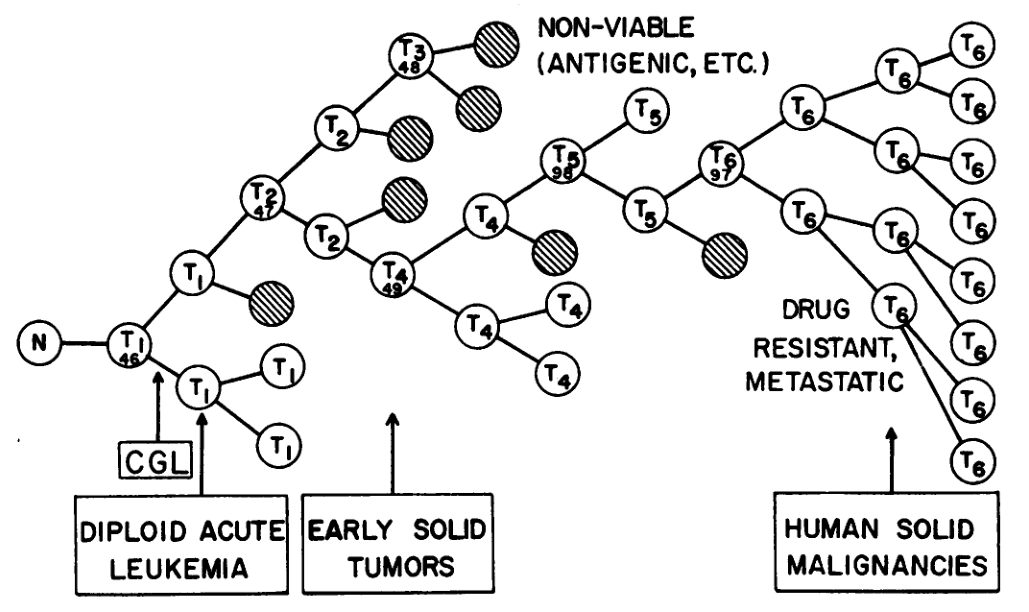 NON-VIABLE
(ANTIGENIC, ETC.)
N
T₁
46
T₁
T₁
T₁
T₁
T₂
47
T₂
T₂
T₃
48
T₄
49
T₄
T₄
T₄
T₄
T₅
98
T₅
T₅
T₆
97
T₆
T₆
T₆
T₆
T₆
T₆
T₆
T₆
T₆
T₆
T₆
T₆
T₆
T₆
DRUG
RESISTANT,
METASTATIC
CGL
DIPLOID ACUTE
LEUKEMIA
EARLY SOLID
TUMORS
HUMAN SOLID
MALIGNANCIES